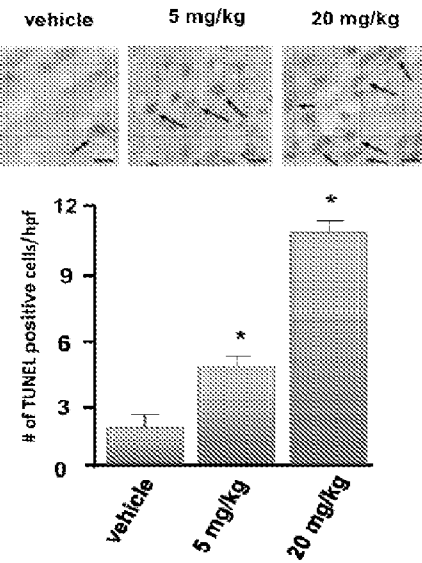 vehicle 5 mg/kg 20 mg/kg
# of TUNEL positive cells/hpf
12
9
6
3
0
*
*
vehicle
5 mg/kg
20 mg/kg